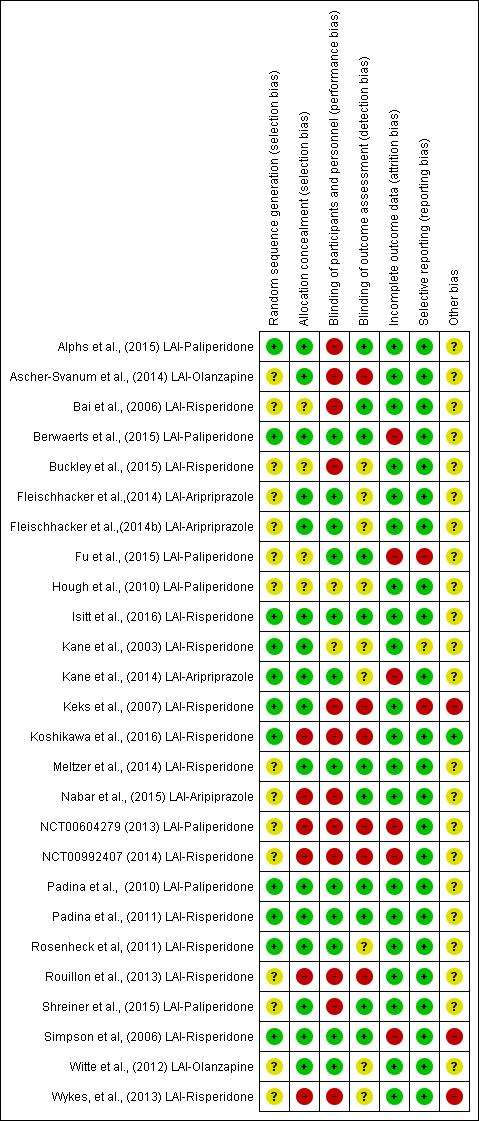 Random sequence generation (selection bias)
Allocation concealment (selection bias)
Blinding of participants and personnel (performance bias)
Blinding of outcome assessment (detection bias)
Incomplete outcome data (attrition bias)
Selective reporting (reporting bias)
Other bias
Alphs et al., (2015) LAI-Paliperidone + + - + + + ?
Ascher-Svanum et al., (2014) LAI-Olanzapine ? + - - + + ?
Bai et al., (2006) LAI-Risperidone ? ? - + + + ?
Berwaerts et al., (2015) LAI-Paliperidone + + + + - + ?
Buckley et al., (2015) LAI-Risperidone ? ? - ? + + ?
Fleischhacker et al.,(2014) LAI-Aripriprazole ? + + ? + + ?
Fleischhacker et al.,(2014b) LAI-Aripriprazole ? + + ? + + ?
Fu et al., (2015) LAI-Paliperidone ? ? + + - - ?
Hough et al., (2010) LAI-Paliperidone ? ? ? ? + + ?
Isitt et al., (2016) LAI-Risperidone + + + + + + ?
Kane et al., (2003) LAI-Risperidone + + ? ? + ? ?
Kane et al., (2014) LAI-Aripriprazole + + + ? - + ?
Keks et al., (2007) LAI-Risperidone + + - - + - -
Koshikawa et al., (2016) LAI-Risperidone + - - - + + +
Meltzer et al., (2014) LAI-Risperidone ? + + + + + ?
Nabar et al., (2015) LAI-Aripiprazole ? - - + + + ?
NCT00604279 (2013) LAI-Paliperidone ? - - - - + ?
NCT00992407 (2014) LAI-Risperidone ? - - - - + ?
Padina et al., (2010) LAI-Paliperidone + + + + + + ?
Padina et al., (2011) LAI-Risperidone + + + + + + ?
Rosenheck et al, (2011) LAI-Risperidone + + + ? + + ?
Rouillon et al., (2013) LAI-Risperidone ? - - - + + ?
Shreiner et al., (2015) LAI-Paliperidone ? + - + + + ?
Simpson et al, (2006) LAI-Risperidone + + + + - + -
Witte et al., (2012) LAI-Olanzapine ? + + ? + + ?
Wykes, et al., (2013) LAI-Risperidone ? - - ? + + -